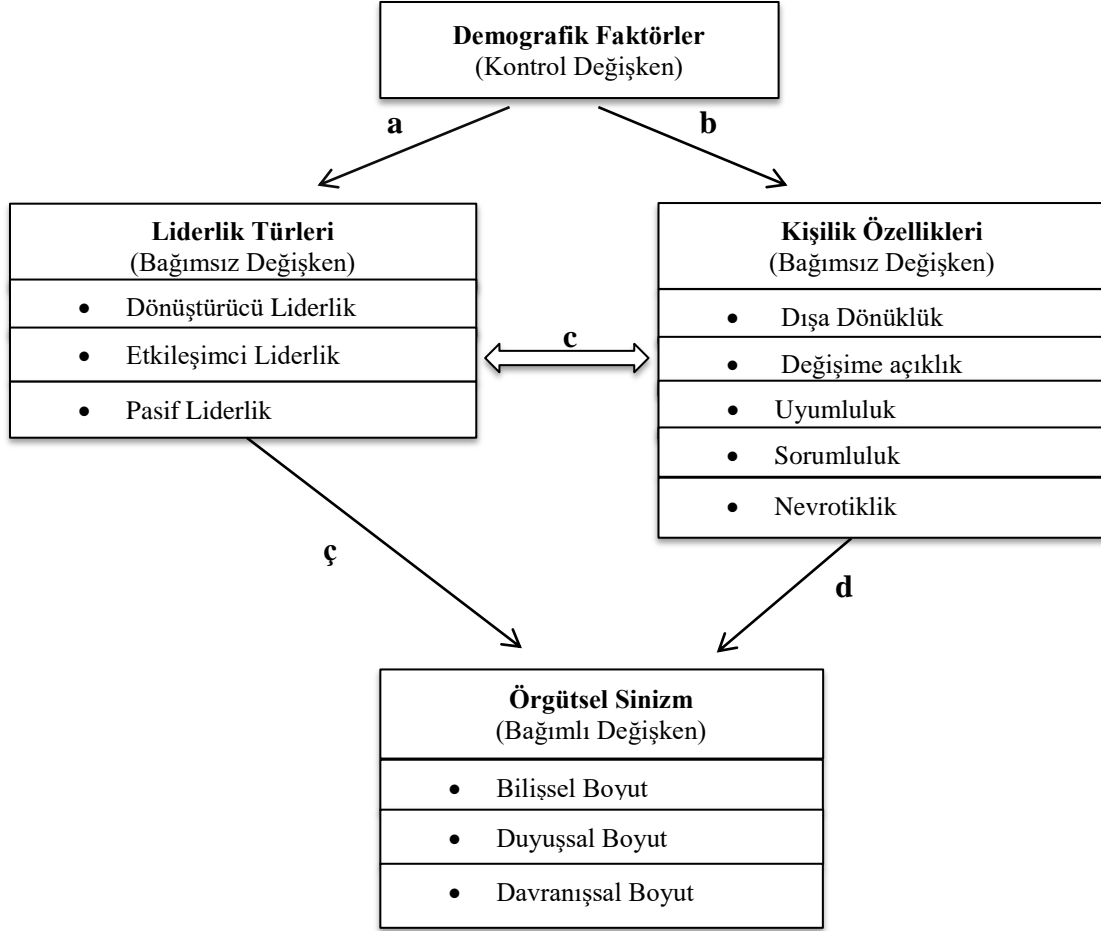 Demografik Faktörler
(Kontrol Değişken)
a
b
Liderlik Türleri
(Bağımsız Değişken)
• Dönüştürücü Liderlik
• Etkileşimci Liderlik
• Pasif Liderlik
c
Kişilik Özellikleri
(Bağımsız Değişken)
• Dışa Dönüklük
• Değişime açıklık
• Uyumluluk
• Sorumluluk
• Nevrotiklik
ç
d
Örgütsel Sinizm
(Bağımlı Değişken)
• Bilişsel Boyut
• Duyuşsal Boyut
• Davranışsal Boyut